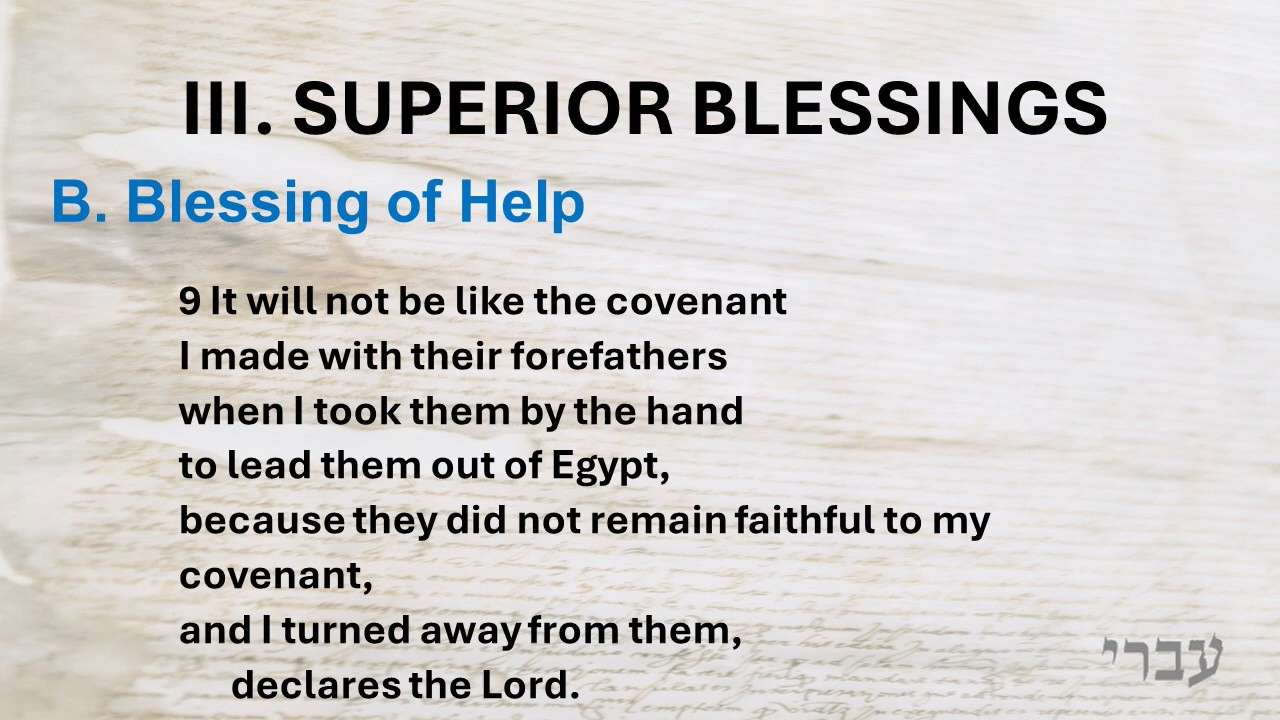 III. SUPERIOR BLESSINGS
B. Blessing of Help
9 It will not be like the covenant
I made with their forefathers
when I took them by the hand
to lead them out of Egypt,
because they did not remain faithful to my
covenant,
and I turned away from them,
declares the Lord.
עברי